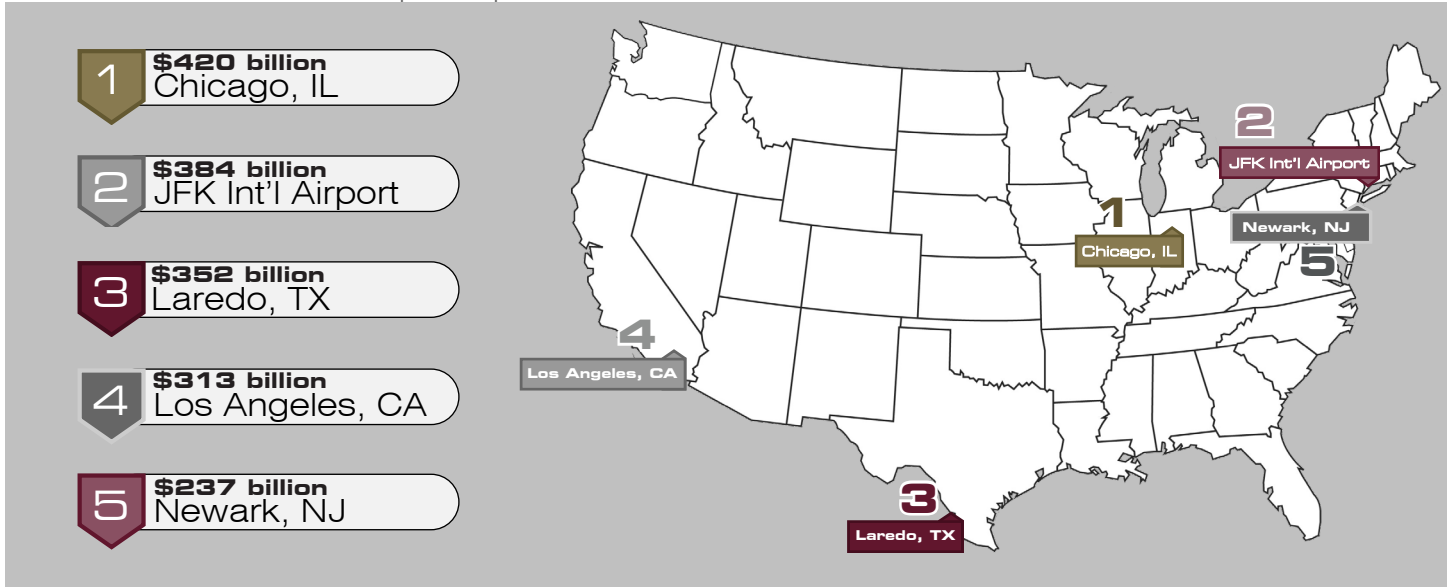 1
$420 billion
Chicago, IL
2
$384 billion
JFK Int'l Airport
3
$352 billion
Laredo, TX
4
$313 billion
Los Angeles, CA
5
$237 billion
Newark, NJ
2
JFK Int'l Airport
1
Chicago, IL
Newark, NJ
5
4
Los Angeles, CA
3
Laredo, TX